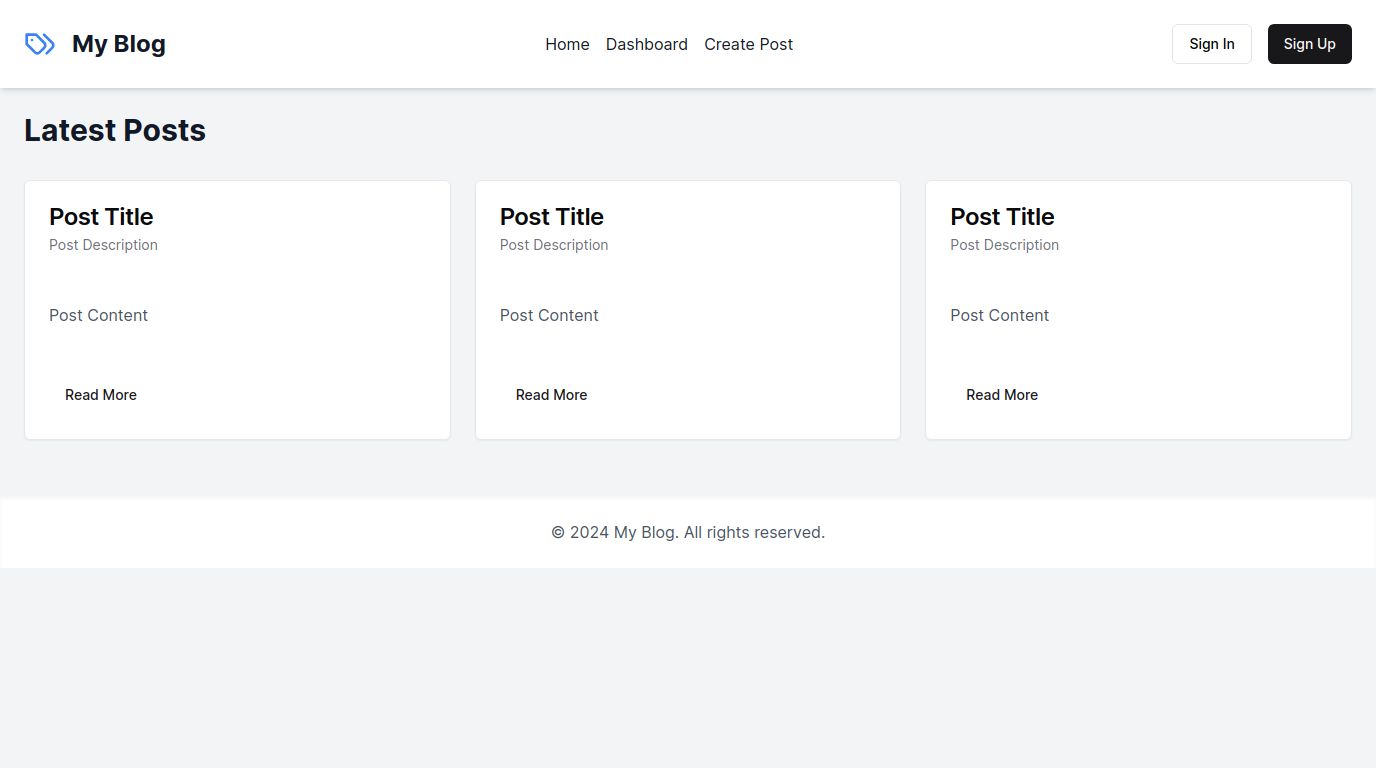 My Blog
Home Dashboard Create Post
Sign In Sign Up
Latest Posts
Post Title
Post Description
Post Content
Read More
Post Title
Post Description
Post Content
Read More
Post Title
Post Description
Post Content
Read More
© 2024 My Blog. All rights reserved.